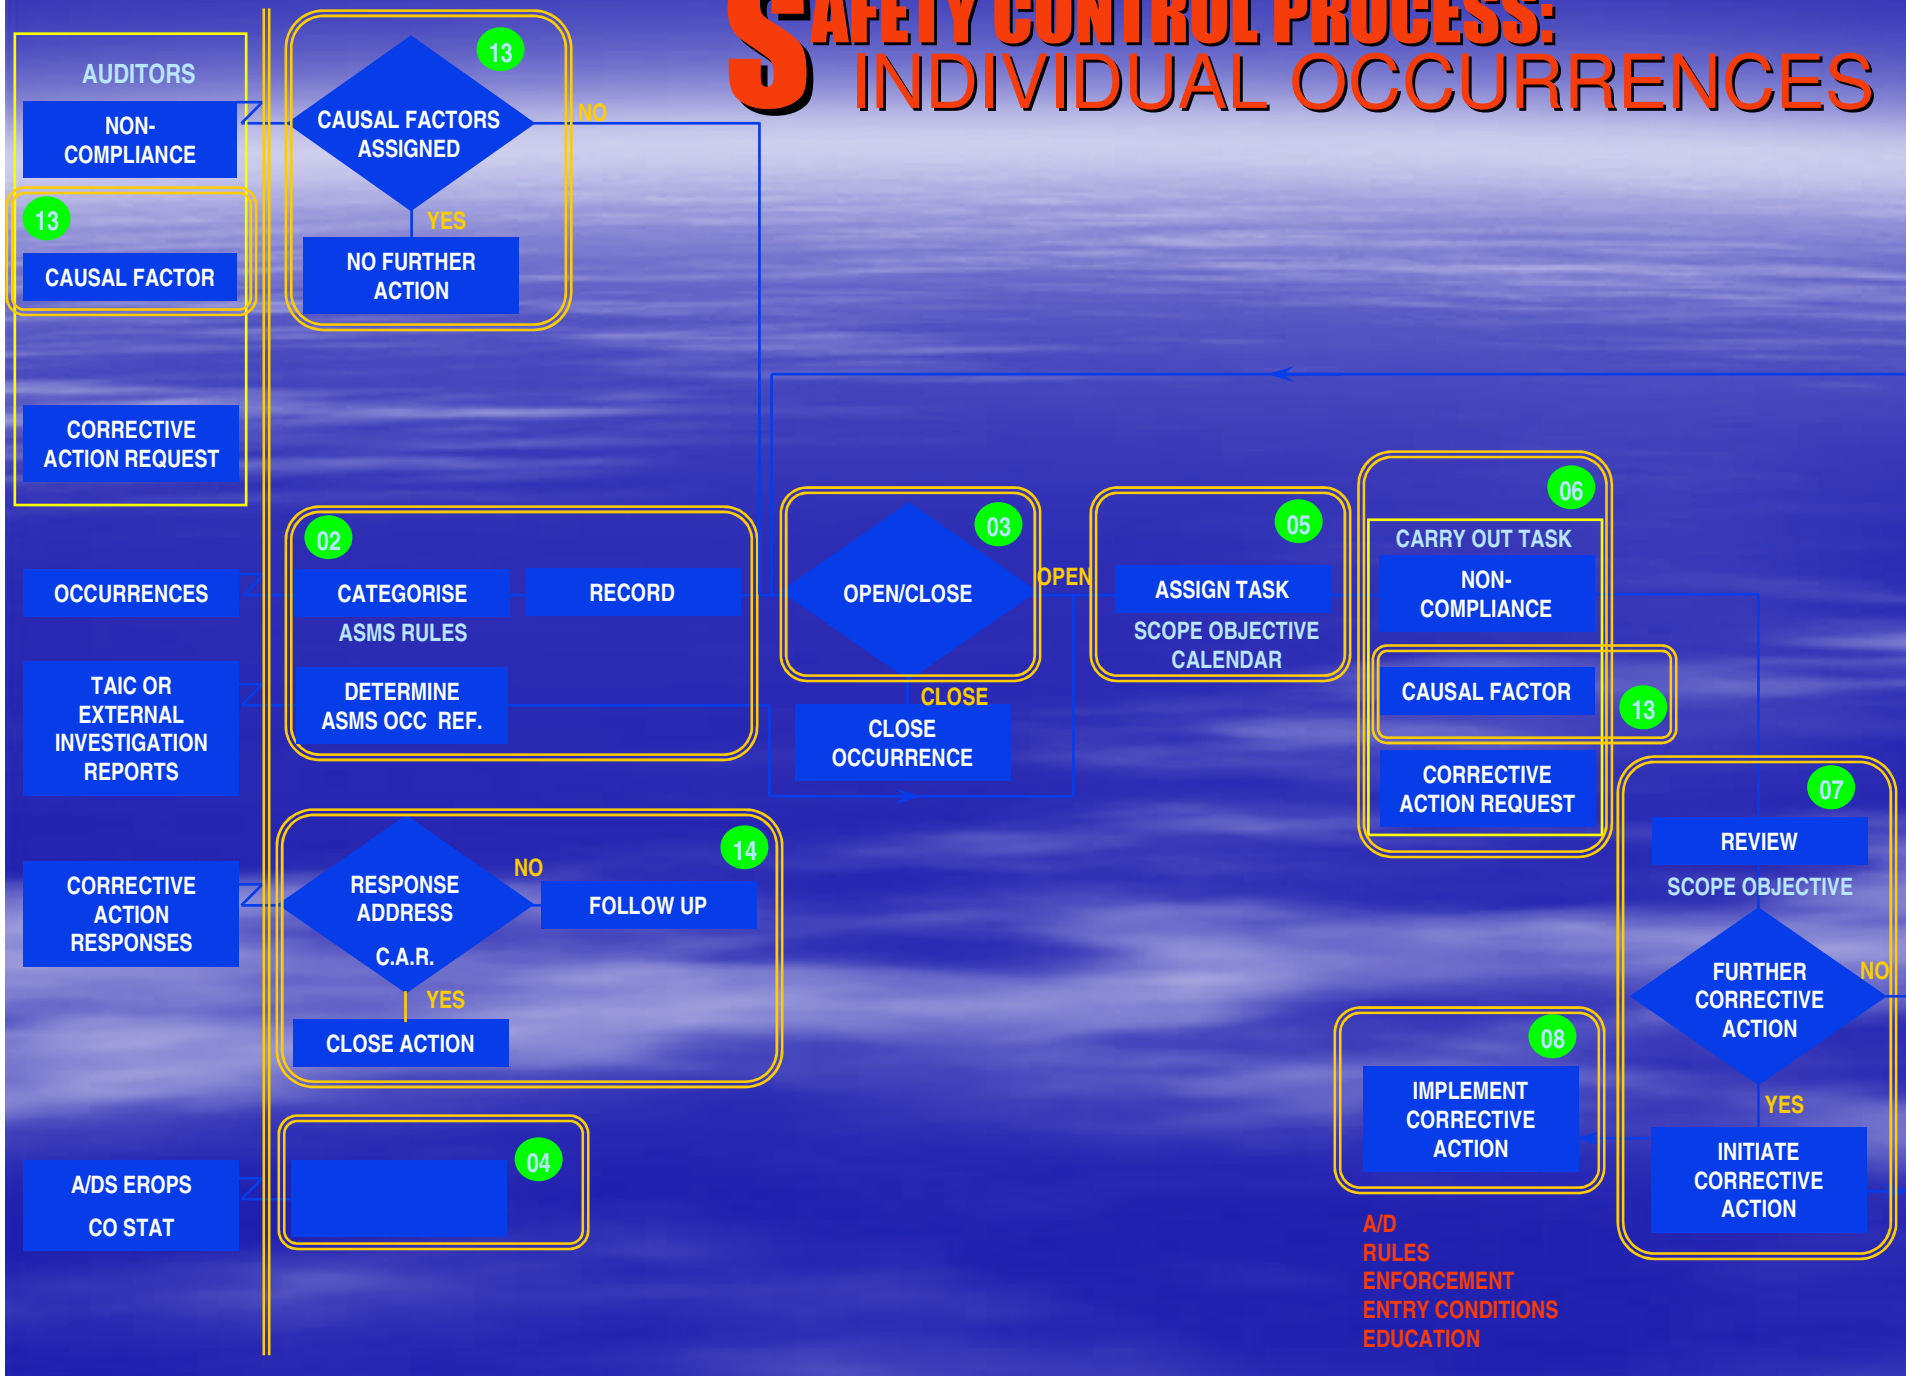 SAFETY CONTROL PROCESS:
INDIVIDUAL OCCURRENCES
AUDITORS
NON-
COMPLIANCE
13
CAUSAL FACTOR
CORRECTIVE
ACTION REQUEST
13
CAUSAL FACTORS
ASSIGNED
NO
YES
NO FURTHER
ACTION
OCCURRENCES
02
CATEGORISE
ASMS RULES
RECORD
TAIC OR
EXTERNAL
INVESTIGATION
REPORTS
DETERMINE
ASMS OCC REF.
03
OPEN/CLOSE
OPEN
CLOSE
CLOSE
OCCURRENCE
05
ASSIGN TASK
SCOPE OBJECTIVE
CALENDAR
06
CARRY OUT TASK
NON-
COMPLIANCE
CAUSAL FACTOR
13
CORRECTIVE
ACTION REQUEST
CORRECTIVE
ACTION
RESPONSES
14
RESPONSE
ADDRESS
C.A.R.
NO
FOLLOW UP
YES
CLOSE ACTION
07
REVIEW
SCOPE OBJECTIVE
FURTHER
CORRECTIVE
ACTION
NO
YES
INITIATE
CORRECTIVE
ACTION
08
IMPLEMENT
CORRECTIVE
ACTION
A/D
RULES
ENFORCEMENT
ENTRY CONDITIONS
EDUCATION
A/DS EROPS
CO STAT
04